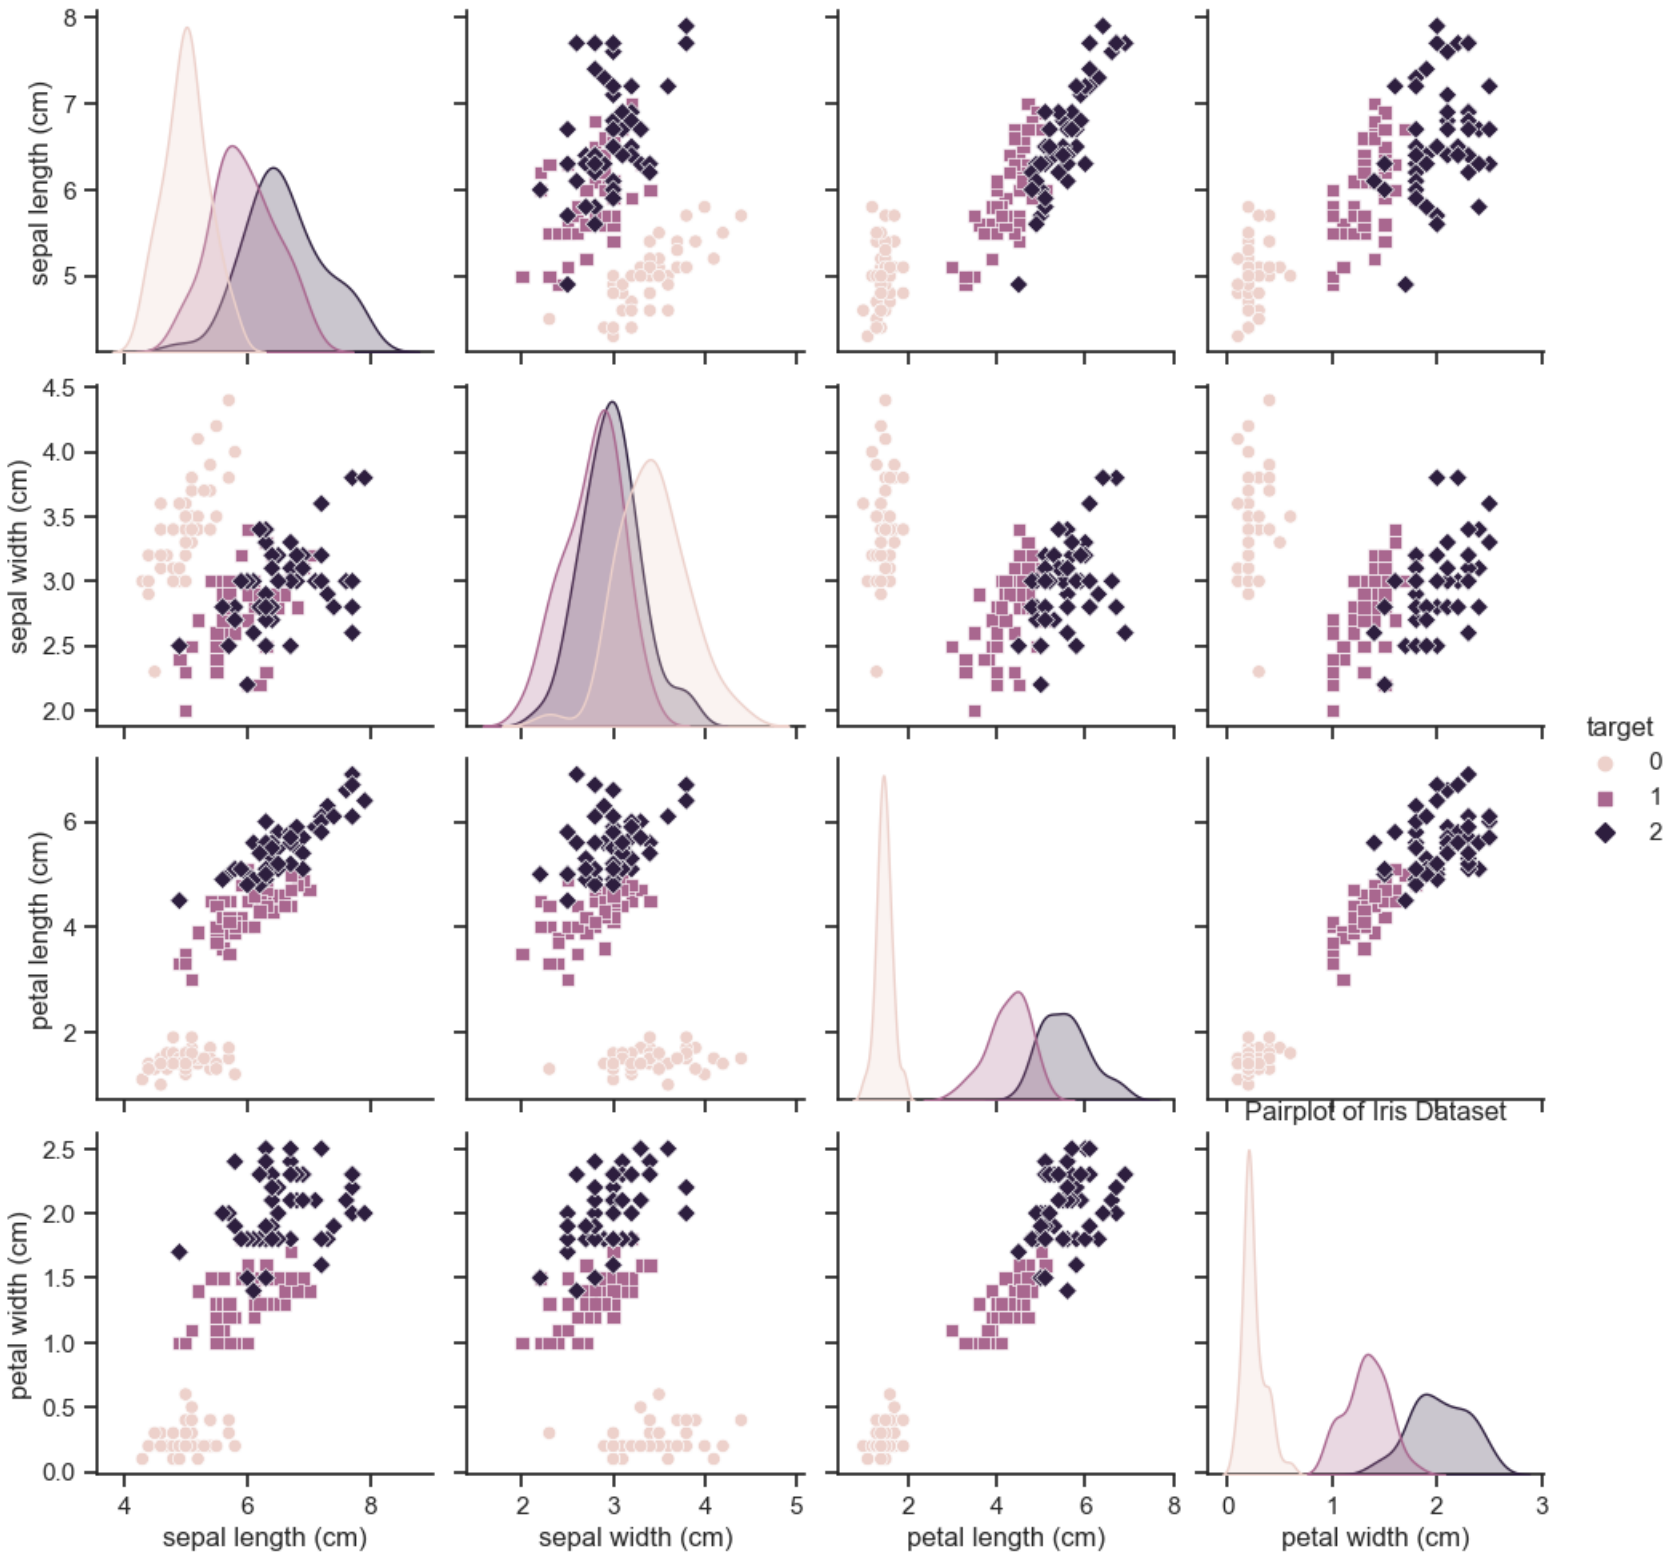 8
7
6
5
sepal length (cm)
4.5
4.0
3.5
3.0
2.5
2.0
sepal width (cm)
target
0
1
2
6
4
2
petal length (cm)
Pairplot of Iris Dataset
2.5
2.0
1.5
1.0
0.5
0.0
petal width (cm)
4 6 8
2 3 4 5
2 4 6 8
0 1 2 3
sepal length (cm)
sepal width (cm)
petal length (cm)
petal width (cm)